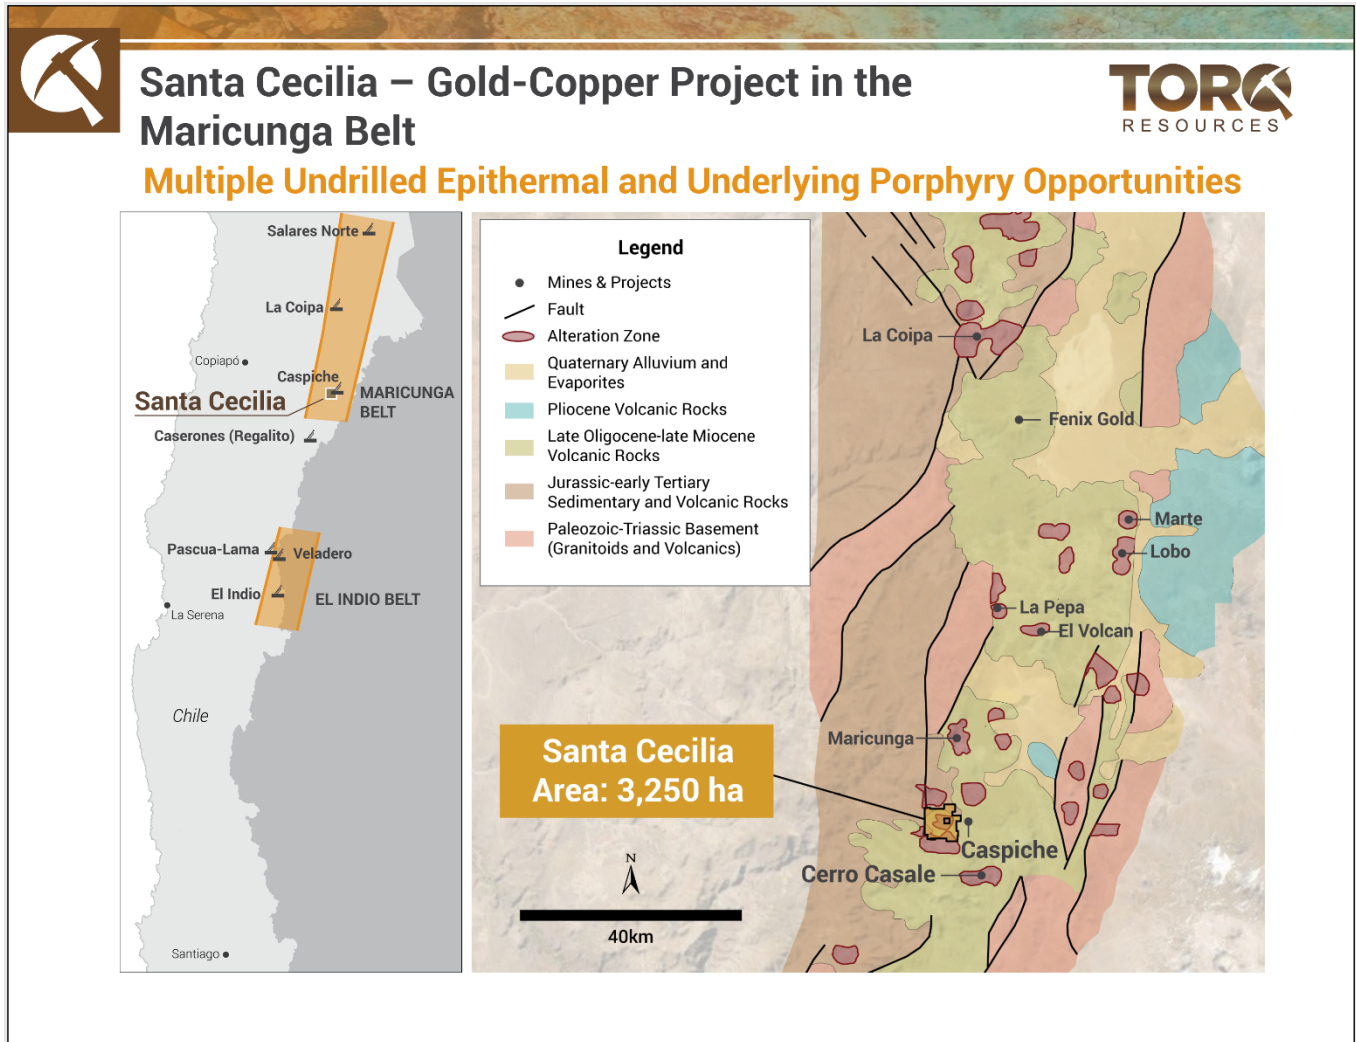 Santa Cecilia – Gold-Copper Project in the
Maricunga Belt
TORQ
RESOURCES
Multiple Undrilled Epithermal and Underlying Porphyry Opportunities
Salares Norte
La Coipa
Copiapó
Caspiche
Santa Cecilia
MARICUNGA
BELT
Caserones (Regalito)
Pascua-Lama
Veladero
El Indio
EL INDIO BELT
La Serena
Chile
Santiago
Legend
Mines & Projects
Fault
Alteration Zone
Quaternary Alluvium and
Evaporites
Pliocene Volcanic Rocks
Late Oligocene-late Miocene
Volcanic Rocks
Jurassic-early Tertiary
Sedimentary and Volcanic Rocks
Paleozoic-Triassic Basement
(Granitoids and Volcanics)
La Coipa
Fenix Gold
Marte
Lobo
La Pepa
El Volcan
Maricunga
Santa Cecilia
Area: 3,250 ha
Caspiche
Cerro Casale
N
40km